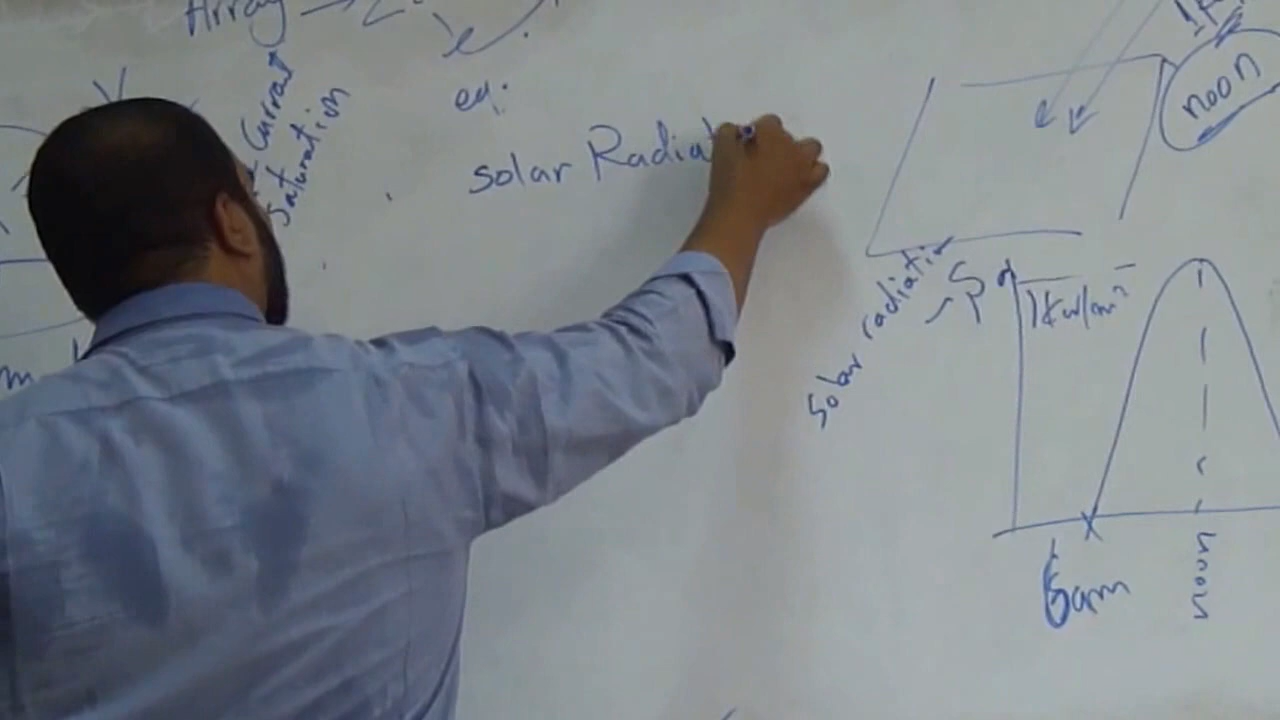 Array
eq.
Current
Saturation
solar Radiat
noon
solar radiation
S
1kw/m²
6am
noon